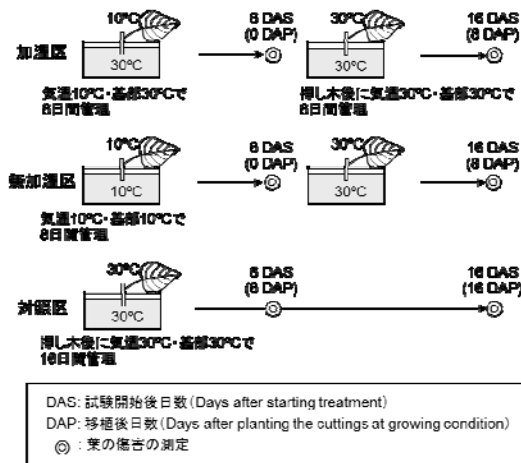 加温区
10℃
30℃
8 DAS
(0 DAP)
30℃
30℃
16 DAS
(8 DAP)
気温10℃・基部30℃で
8日間管理
挿し木後に気温30℃・基部30℃で
8日間管理
無加温区
10℃
10℃
8 DAS
(0 DAP)
30℃
30℃
16 DAS
(8 DAP)
気温10℃・基部10℃で
8日間管理
対照区
30℃
30℃
8 DAS
(8 DAP)
16 DAS
(16 DAP)
挿し木後に気温30℃・基部30℃で
16日間管理
DAS: 試験開始後日数(Days after starting treatment)
DAP: 移植後日数(Days after planting the cuttings at growing condition)
◎ : 葉の傷害の測定